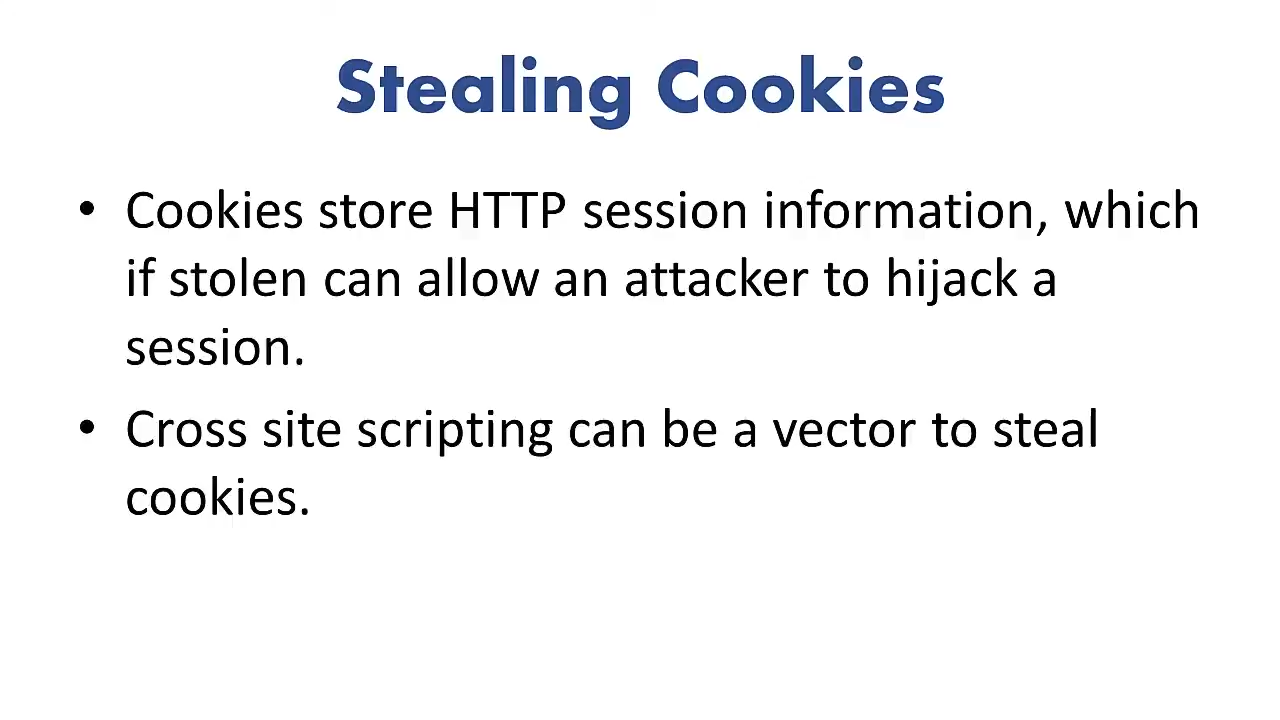 Stealing Cookies
• Cookies store HTTP session information, which
if stolen can allow an attacker to hijack a
session.
• Cross site scripting can be a vector to steal
cookies.